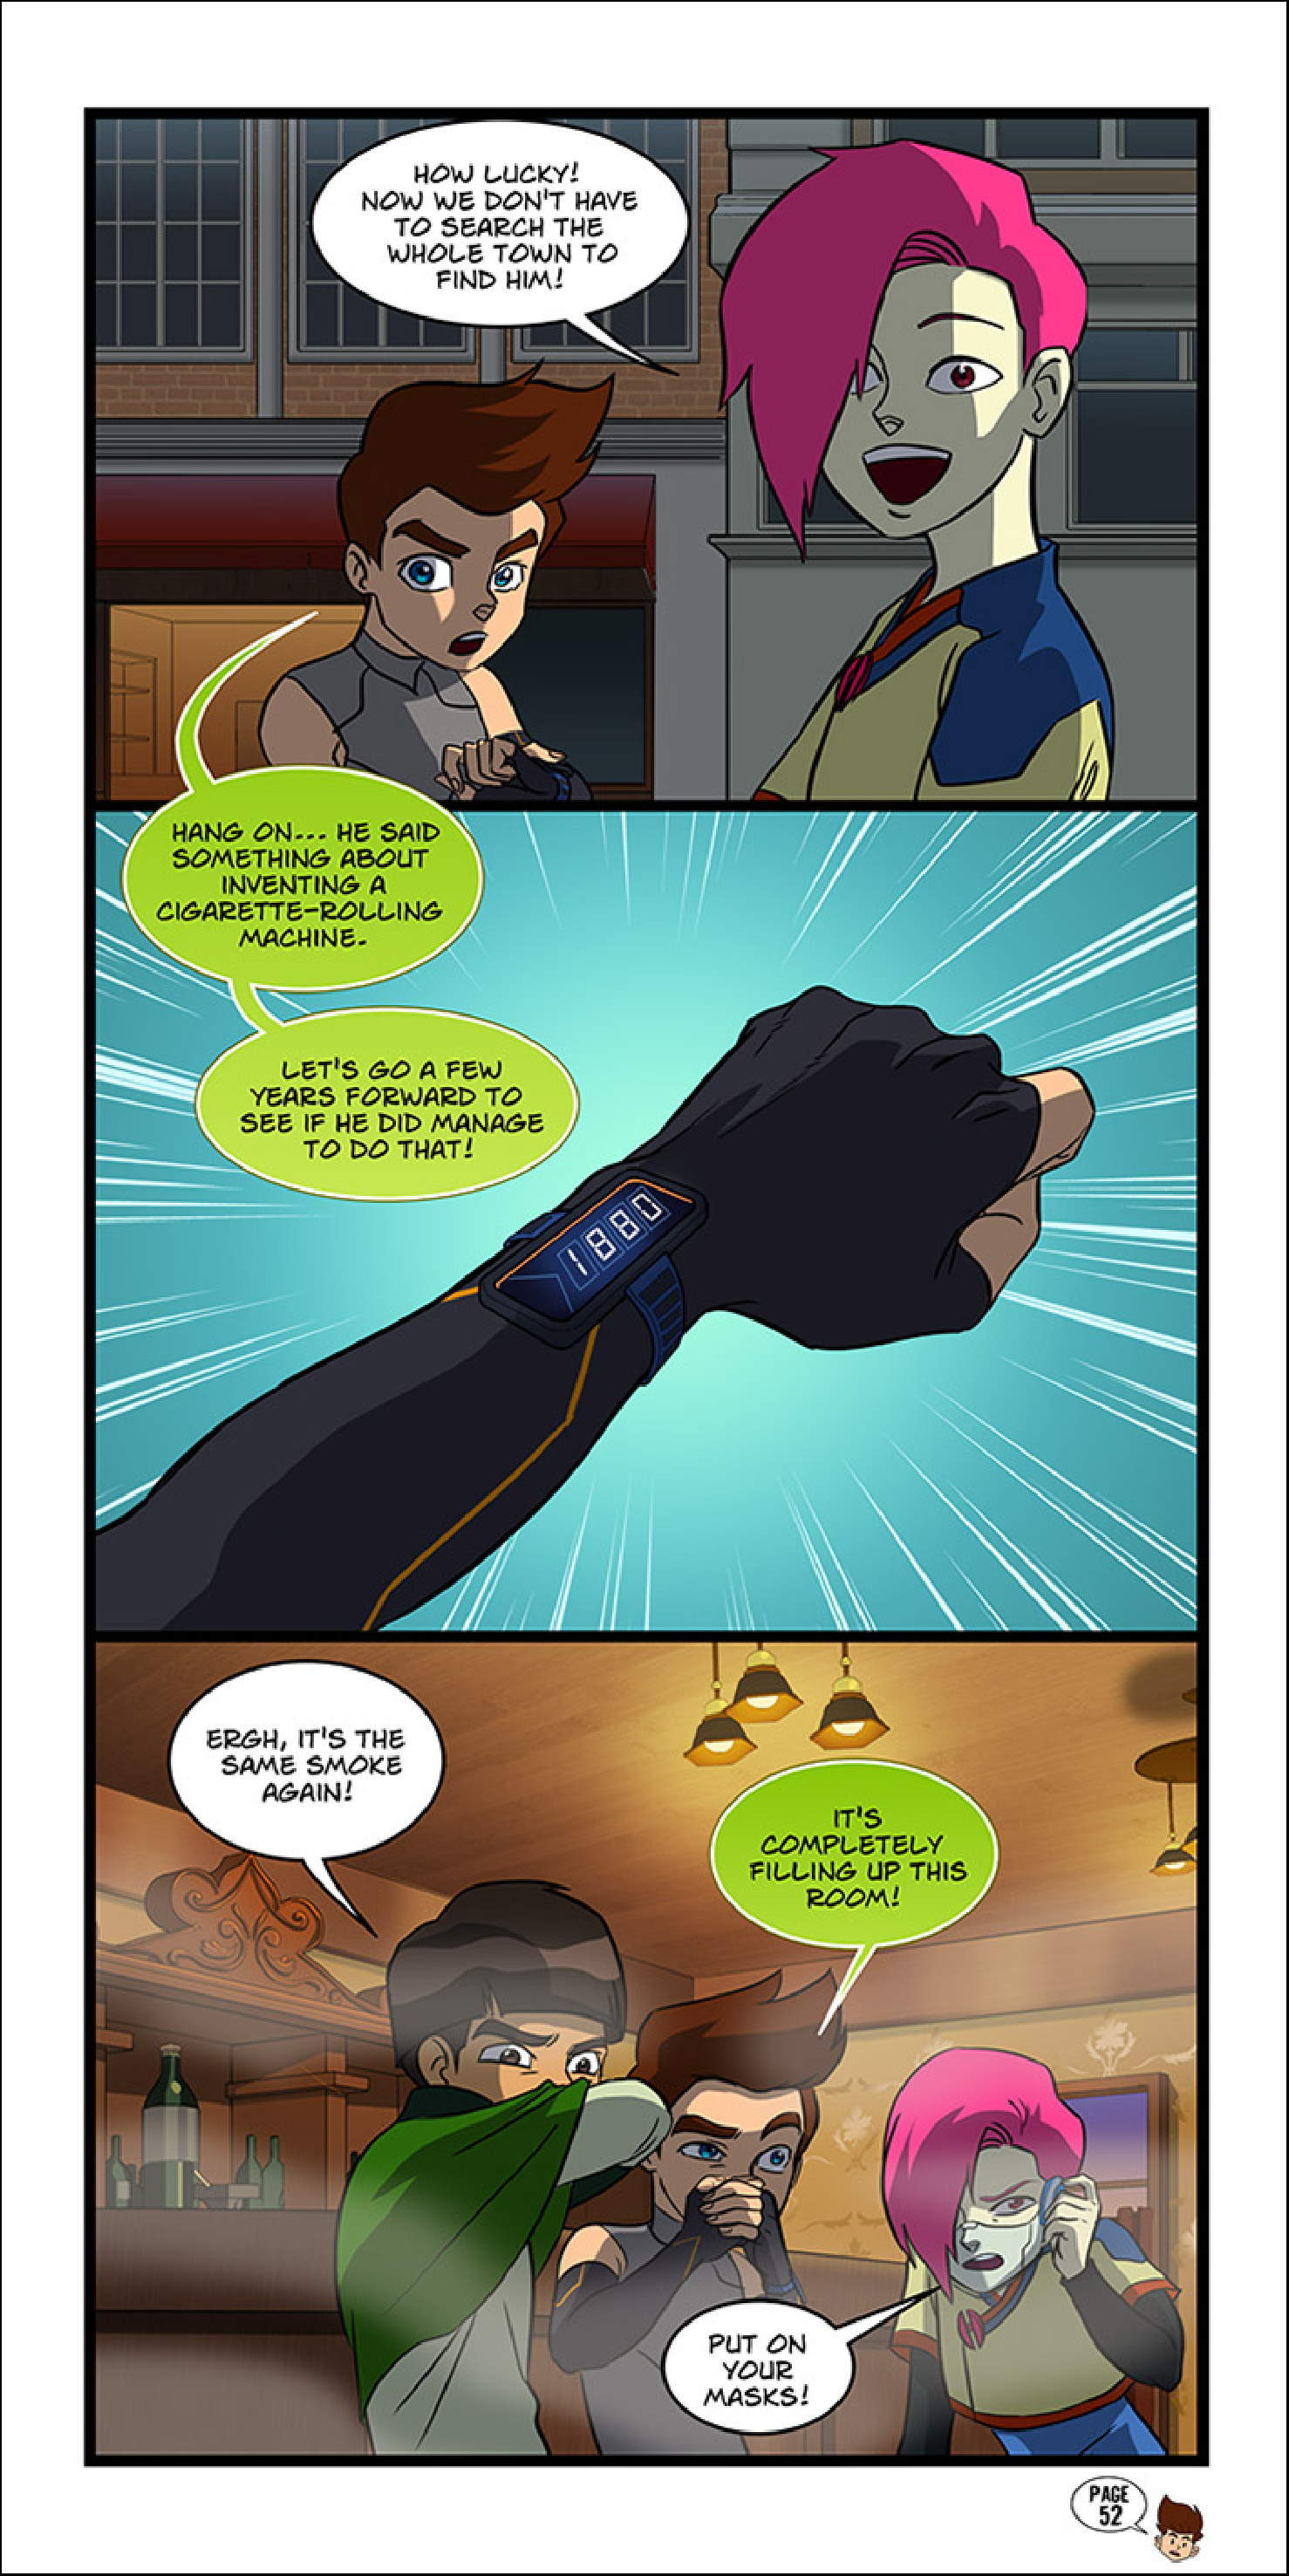 HOW LUCKY!
NOW WE DON'T HAVE
TO SEARCH THE
WHOLE TOWN TO
FIND HIM!
HANG ON... HE SAID
SOMETHING ABOUT
INVENTING A
CIGARETTE-ROLLING
MACHINE.
LET'S GO A FEW
YEARS FORWARD TO
SEE IF HE DID MANAGE
TO DO THAT!
1880
ERGH, IT'S THE
SAME SMOKE
AGAIN!
IT'S
COMPLETELY
FILLING UP THIS
ROOM!
PUT ON
YOUR
MASKS!
PAGE
52